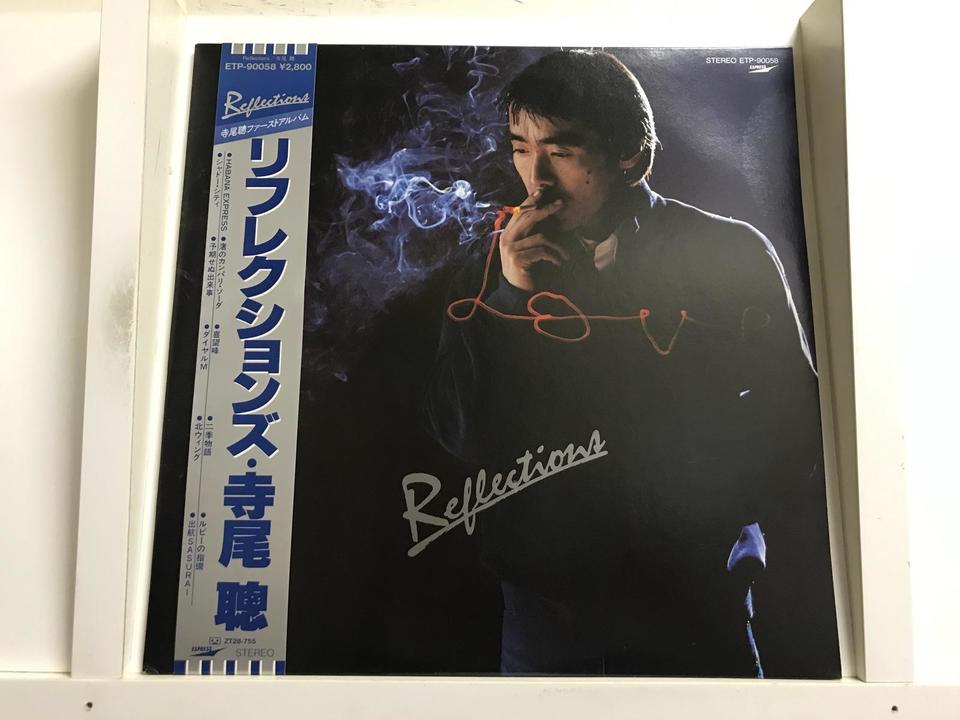 Reflections 寺尾 聰
ETP-90058 ¥2,800
Reflections
寺尾聰ファーストアルバム
リフレクションズ・寺尾 聰
●HABANA EXPRESS
●渚のカンパリ・ソーダ
●喜望峰
●二季物語
●ルビーの指環
●シャドー・シティ
●予期せぬ出来事
●ダイヤルM
●北ウィング
●出航SASURAI
ZT28-755
EXPRESS STEREO
STEREO ETP-90058
EXPRESS
Love
Reflections